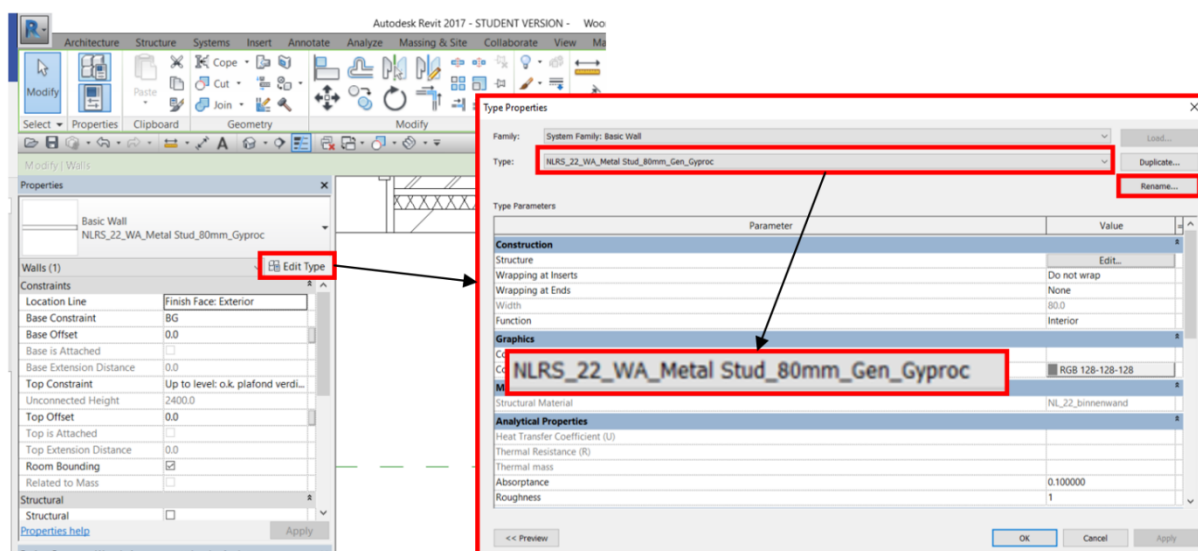 Autodesk Revit 2017 - STUDENT VERSION - Woo
Architecture Structure Systems Insert Annotate Analyze Massing & Site Collaborate View Ma
Modify
Paste
Cope
Cut
Join
Select Properties Clipboard Geometry Modify
Modify | Walls
Properties
Basic Wall
NLRS_22_WA_Metal Stud_80mm_Gyproc
Walls (1) Edit Type
Constraints
Location Line Finish Face: Exterior
Base Constraint BG
Base Offset 0.0
Base is Attached
Base Extension Distance 0.0
Top Constraint Up to level: o.k. plafond verdi...
Unconnected Height 2400.0
Top Offset 0.0
Top is Attached
Top Extension Distance 0.0
Room Bounding
Related to Mass
Structural
Structural
Properties help Apply
Type Properties
Family: System Family: Basic Wall Load...
Type: NLRS_22_WA_Metal Stud_80mm_Gen_Gyproc Duplicate...
Rename...
Type Parameters
Parameter Value =
Construction
Structure Edit...
Wrapping at Inserts Do not wrap
Wrapping at Ends None
Width 80.0
Function Interior
Graphics
NLRS_22_WA_Metal Stud_80mm_Gen_Gyproc
RGB 128-128-128
Structural Material NL_22_binnenwand
Analytical Properties
Heat Transfer Coefficient (U)
Thermal Resistance (R)
Thermal mass
Absorptance 0.100000
Roughness 1
<< Preview OK Cancel Apply